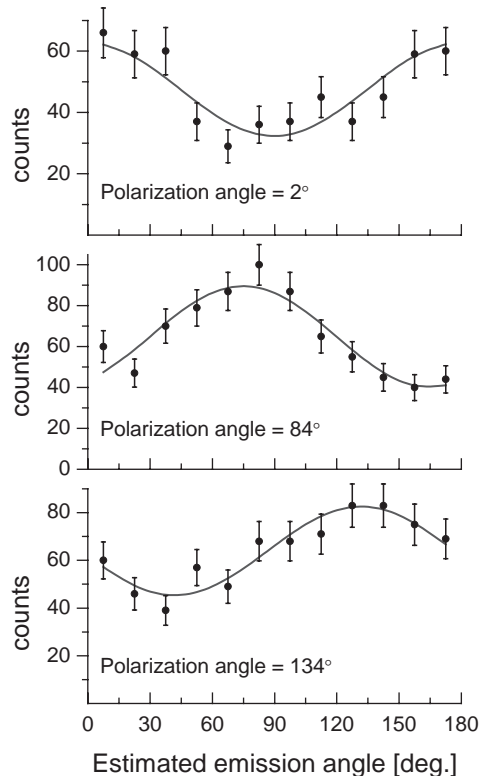 60
40
20
counts
Polarization angle = 2°
100
80
60
40
20
0
counts
Polarization angle = 84°
80
60
40
20
counts
Polarization angle = 134°
0 30 60 90 120 150 180
Estimated emission angle [deg.]